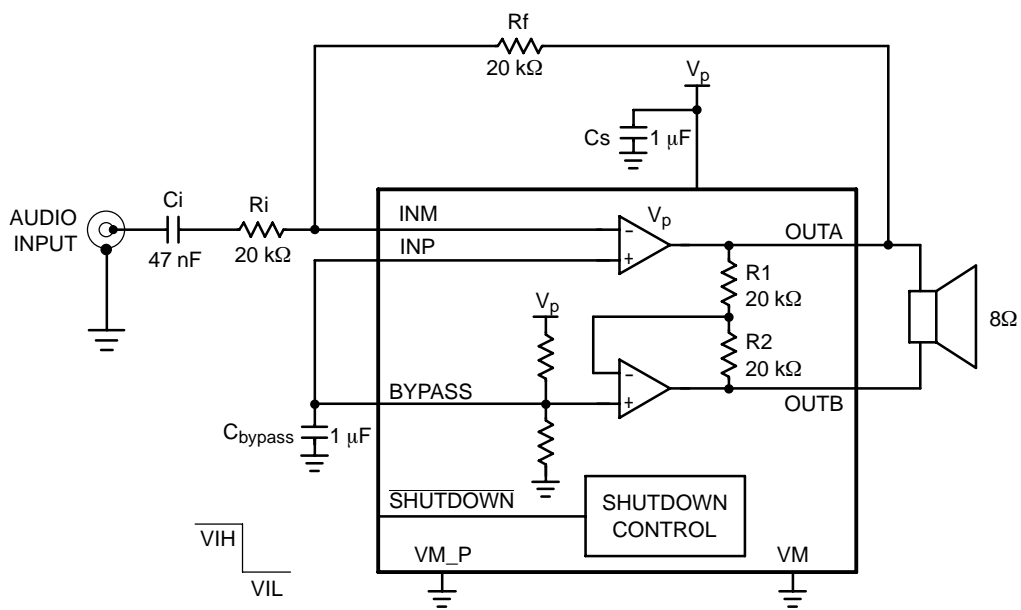 Rf
20 kΩ
Vp
Cs
1 μF
AUDIO
INPUT
Ci
47 nF
Ri
20 kΩ
INM
INP
Vp
OUTA
R1
20 kΩ
Vp
R2
20 kΩ
8Ω
BYPASS
OUTB
Cbypass
1 μF
SHUTDOWN
SHUTDOWN
CONTROL
VIH
VIL
VM_P
VM
−
+
−
+